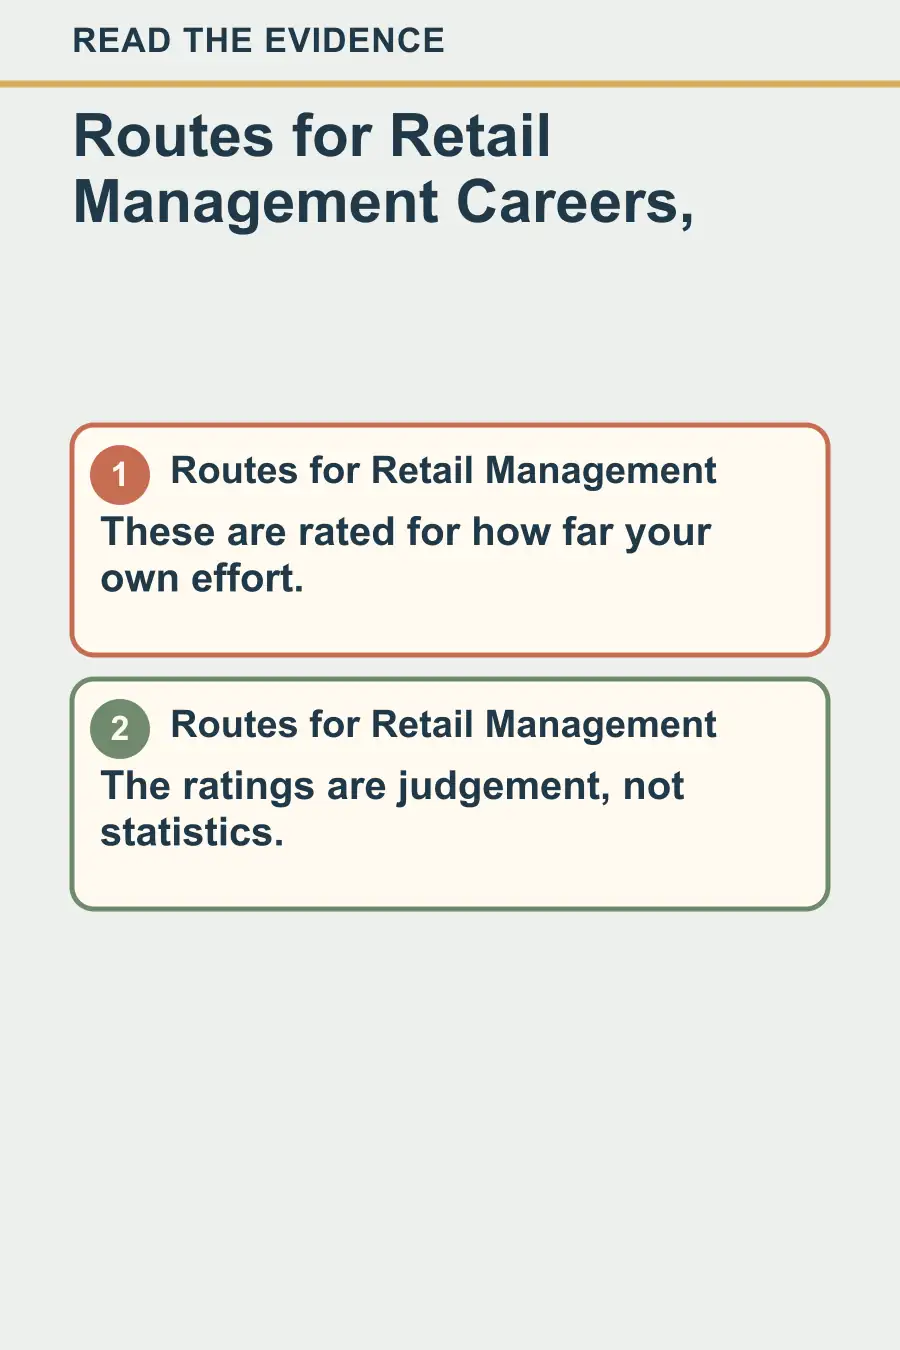 READ THE EVIDENCE
Routes for Retail
Management Careers,
1 Routes for Retail Management
These are rated for how far your
own effort.
2 Routes for Retail Management
The ratings are judgement, not
statistics.